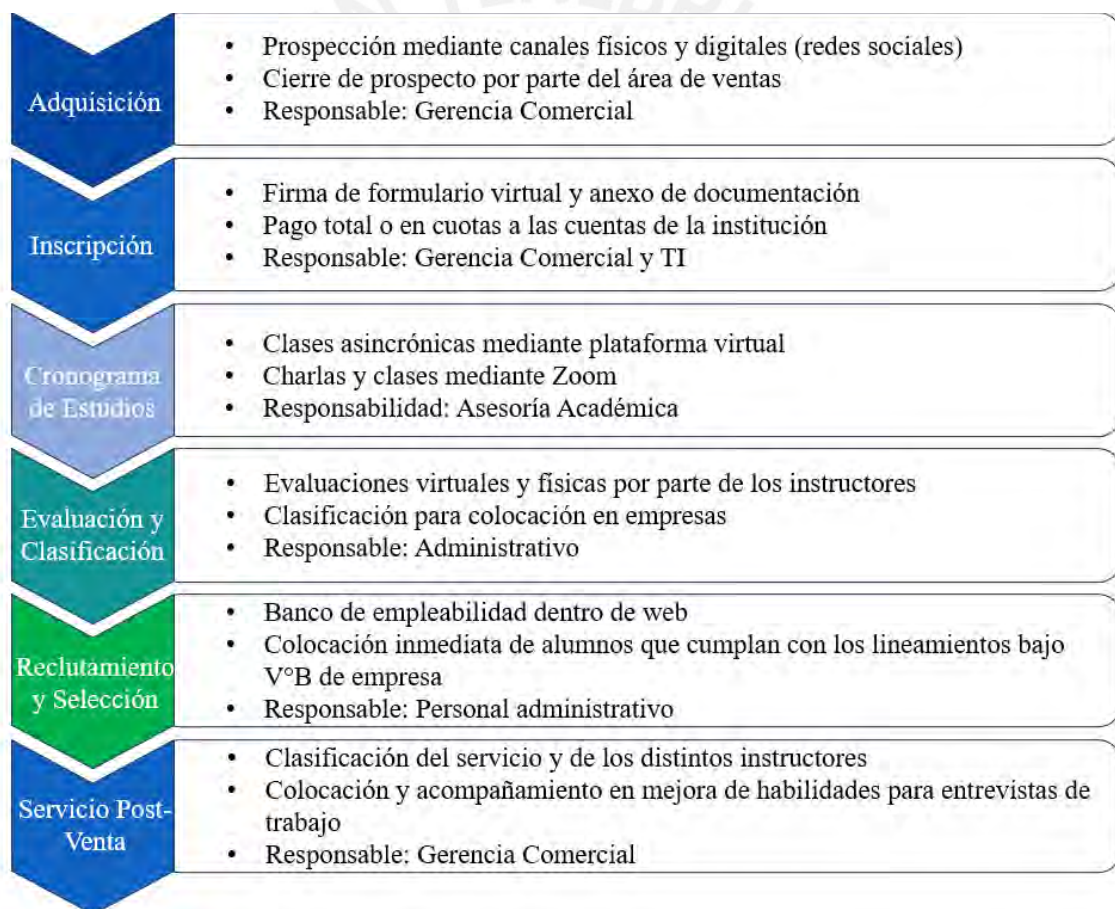 Adquisición
• Prospección mediante canales físicos y digitales (redes sociales)
• Cierre de prospecto por parte del área de ventas
• Responsable: Gerencia Comercial
Inscripción
• Firma de formulario virtual y anexo de documentación
• Pago total o en cuotas a las cuentas de la institución
• Responsable: Gerencia Comercial y TI
Cronograma
de Estudios
• Clases asincrónicas mediante plataforma virtual
• Charlas y clases mediante Zoom
• Responsabilidad: Asesoría Académica
Evaluación y
Clasificación
• Evaluaciones virtuales y físicas por parte de los instructores
• Clasificación para colocación en empresas
• Responsable: Administrativo
Reclutamiento
y Selección
• Banco de empleabilidad dentro de web
• Colocación inmediata de alumnos que cumplan con los lineamientos bajo
V°B de empresa
• Responsable: Personal administrativo
Servicio Post-
Venta
• Clasificación del servicio y de los distintos instructores
• Colocación y acompañamiento en mejora de habilidades para entrevistas de
trabajo
• Responsable: Gerencia Comercial